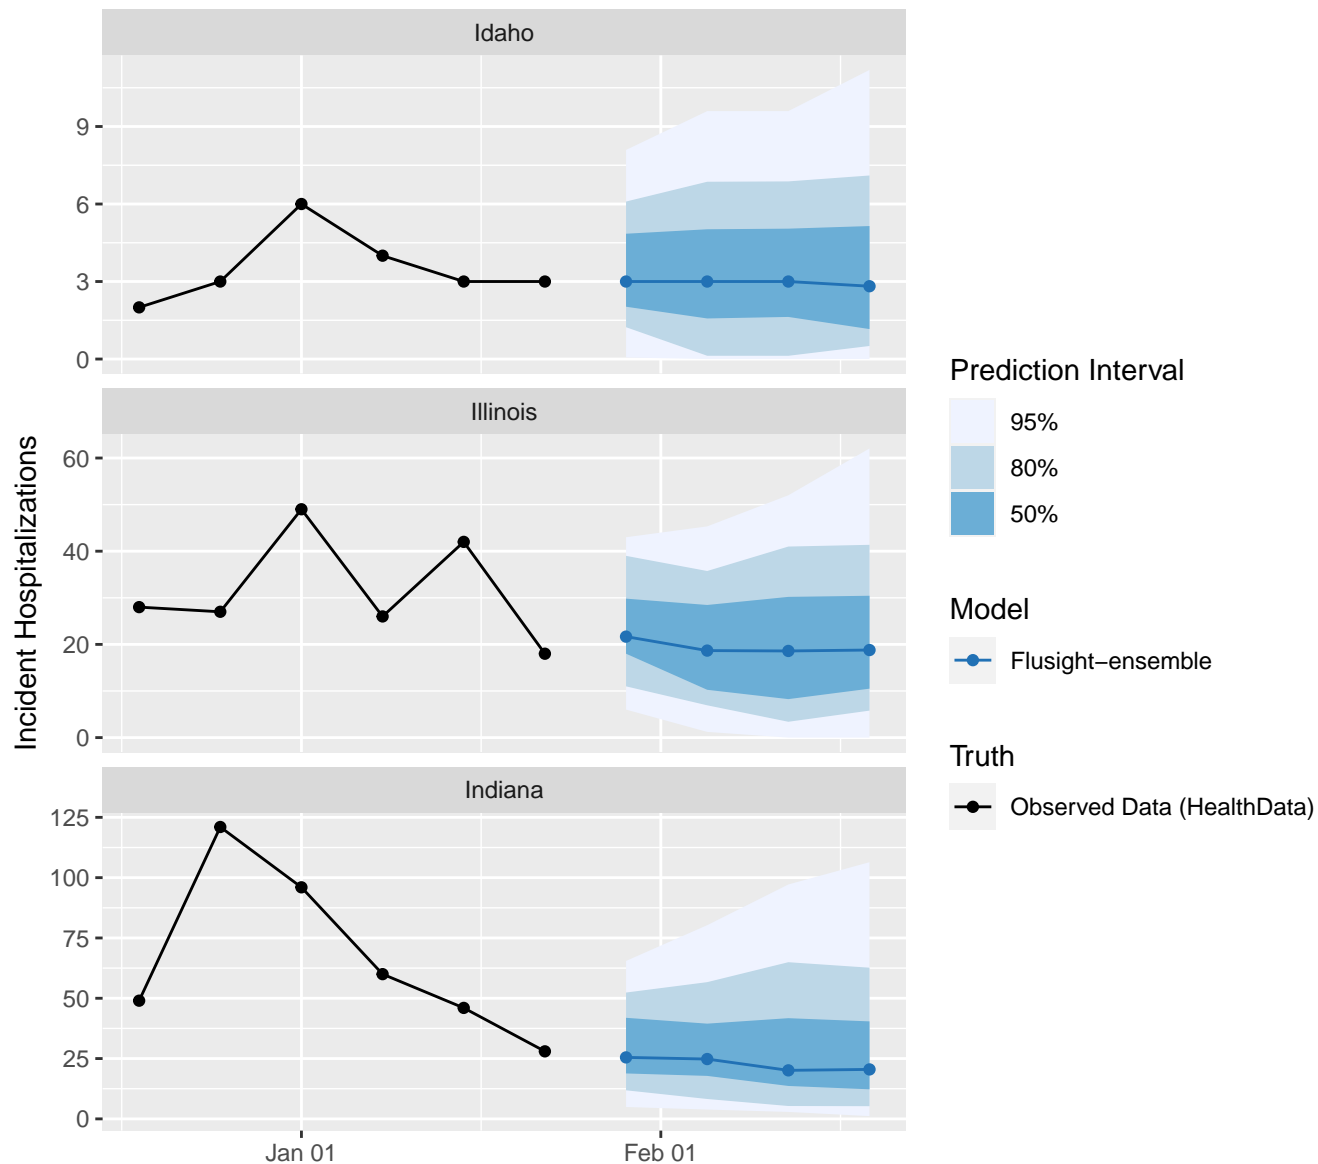 Idaho
9
6
3
0
Illinois
60
40
20
0
Indiana
125
100
75
50
25
0
Jan 01
Feb 01
Incident Hospitalizations
Prediction Interval
95%
80%
50%
Model
Flusight−ensemble
Truth
Observed Data (HealthData)